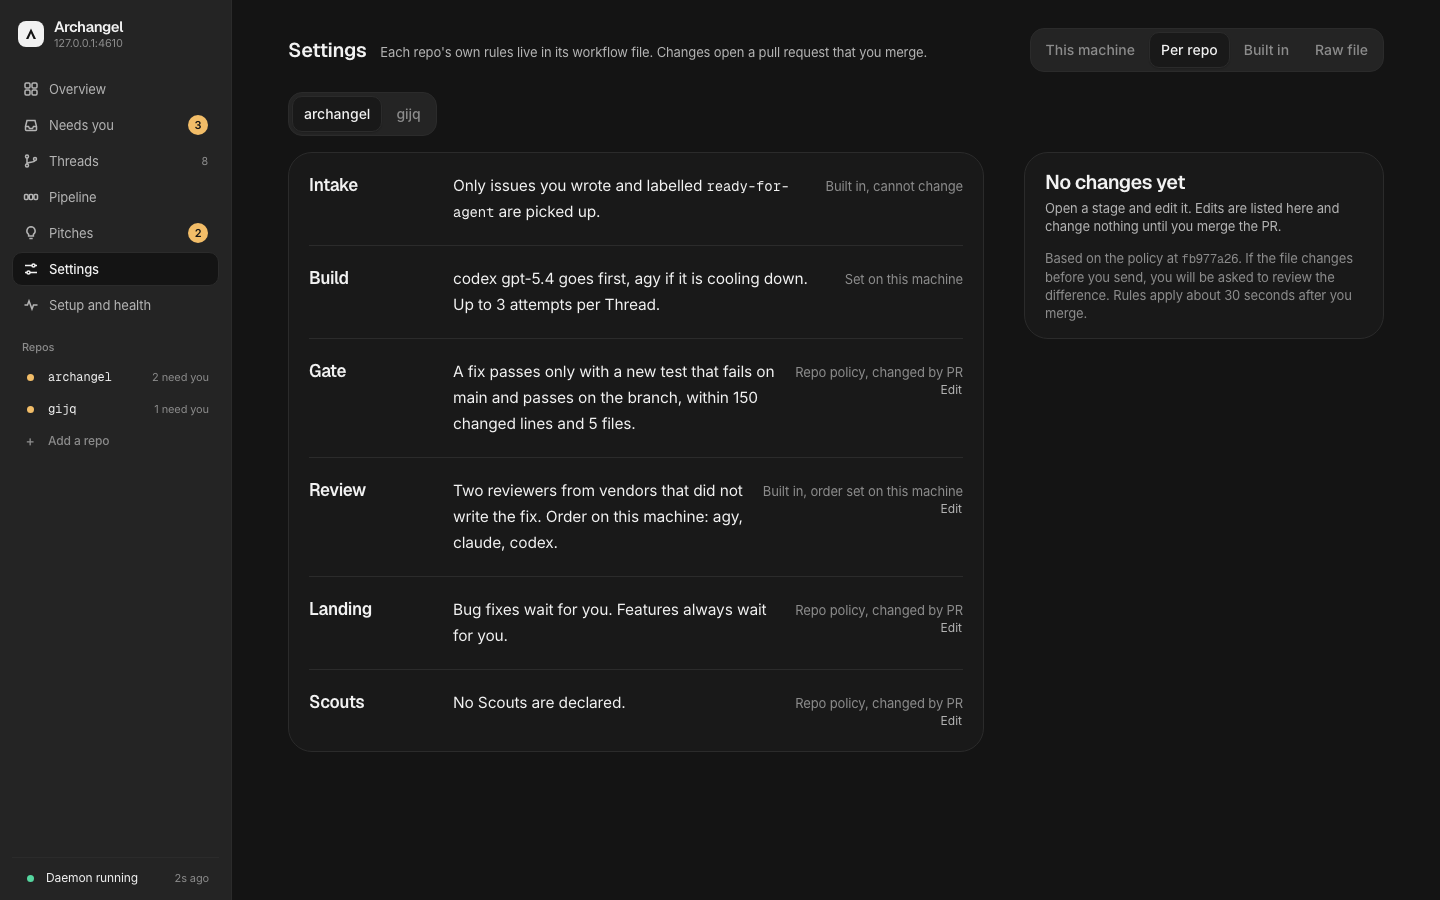 Archangel
127.0.0.1:4610
Overview
Needs you 3
Threads 8
Pipeline
Pitches 2
Settings
Setup and health
Repos
archangel 2 need you
gijq 1 need you
+ Add a repo
Daemon running 2s ago
Settings Each repo's own rules live in its workflow file. Changes open a pull request that you merge.
This machine Per repo Built in Raw file
archangel gijq
Intake
Only issues you wrote and labelled ready-for-
agent are picked up.
Built in, cannot change
Build
codex gpt-5.4 goes first, agy if it is cooling down.
Up to 3 attempts per Thread.
Set on this machine
Gate
A fix passes only with a new test that fails on
main and passes on the branch, within 150
changed lines and 5 files.
Repo policy, changed by PR
Edit
Review
Two reviewers from vendors that did not
write the fix. Order on this machine: agy,
claude, codex.
Built in, order set on this machine
Edit
Landing
Bug fixes wait for you. Features always wait
for you.
Repo policy, changed by PR
Edit
Scouts
No Scouts are declared.
Repo policy, changed by PR
Edit
No changes yet
Open a stage and edit it. Edits are listed here and
change nothing until you merge the PR.
Based on the policy at fb977a26. If the file changes
before you send, you will be asked to review the
difference. Rules apply about 30 seconds after you
merge.